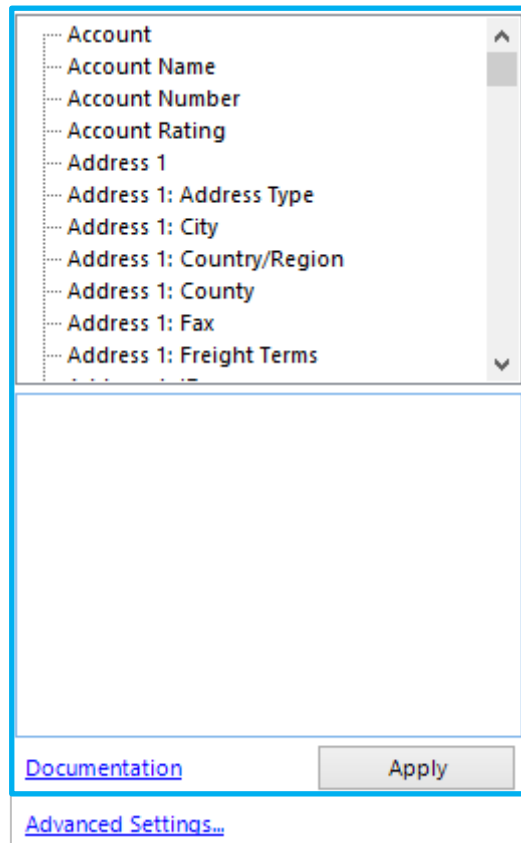 Account
Account Name
Account Number
Account Rating
Address 1
Address 1: Address Type
Address 1: City
Address 1: Country/Region
Address 1: County
Address 1: Fax
Address 1: Freight Terms
Documentation
Apply
Advanced Settings...